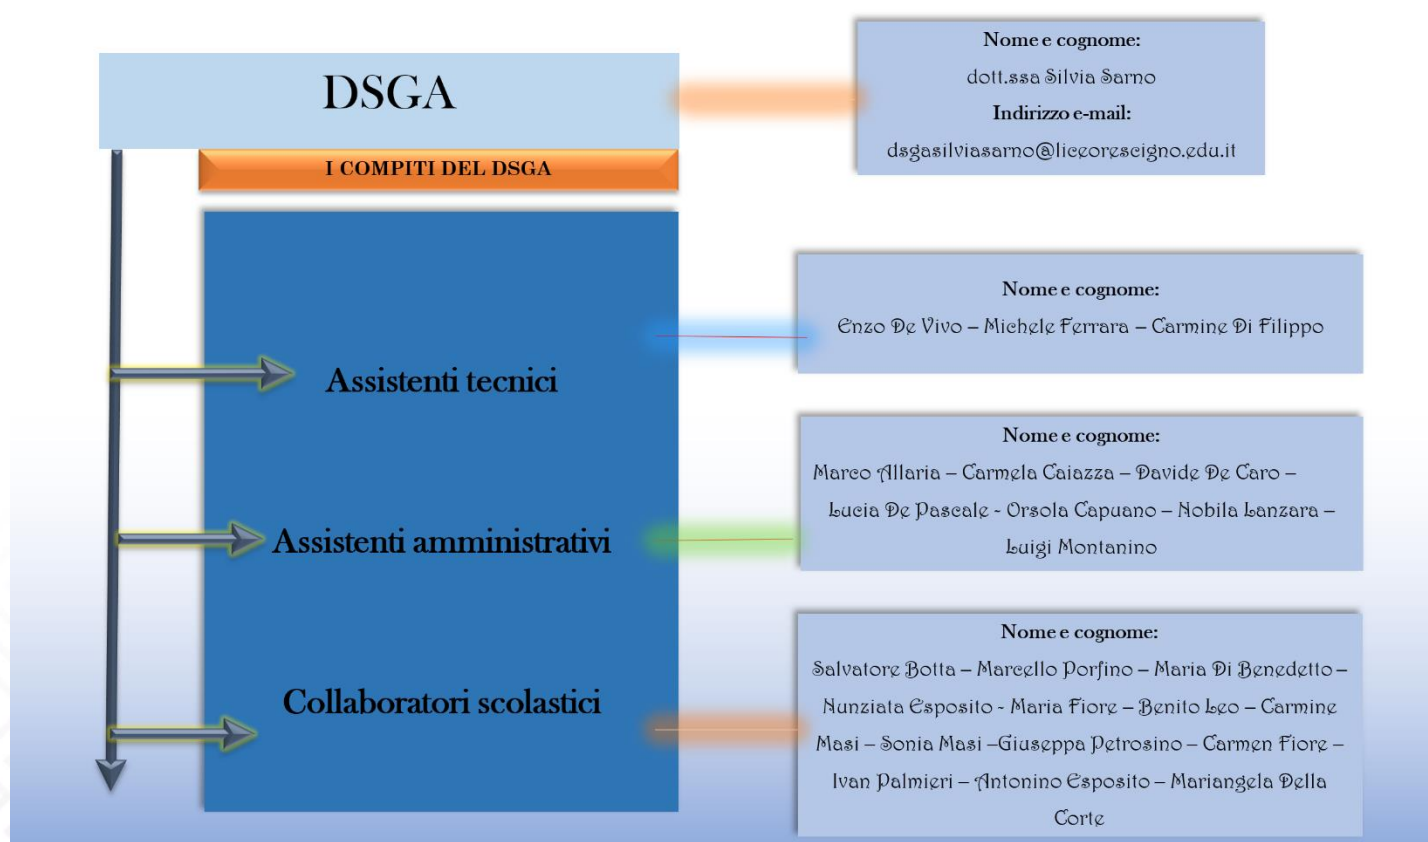 DSGA
I COMPITI DEL DSGA
Nome e cognome:
dott.ssa Silvia Sarno
Indirizzo e-mail:
dsgasilviasarno@liceorescigno.edu.it
Assistenti tecnici
Nome e cognome:
Enzo De Vivo – Michele Ferrara – Carmine Di Filippo
Assistenti amministrativi
Nome e cognome:
Marco Allaria – Carmela Caiazza – Davide De Caro –
Lucia De Pascale - Orsola Capuano – Nobila Lanzara –
Luigi Montanino
Collaboratori scolastici
Nome e cognome:
Salvatore Botta – Marcello Porfino – Maria Di Benedetto –
Nunziata Esposito - Maria Fiore – Benito Leo – Carmine
Masi – Sonia Masi –Giuseppa Petrosino – Carmen Fiore –
Ivan Palmieri – Antonino Esposito – Mariangela Della
Corte